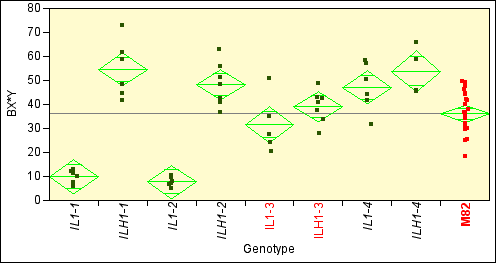 80
70
60
50
40
30
20
10
0
BX*Y
IL1-1
ILH1-1
IL1-2
ILH1-2
IL1-3
ILH1-3
IL1-4
ILH1-4
M82
Genotype